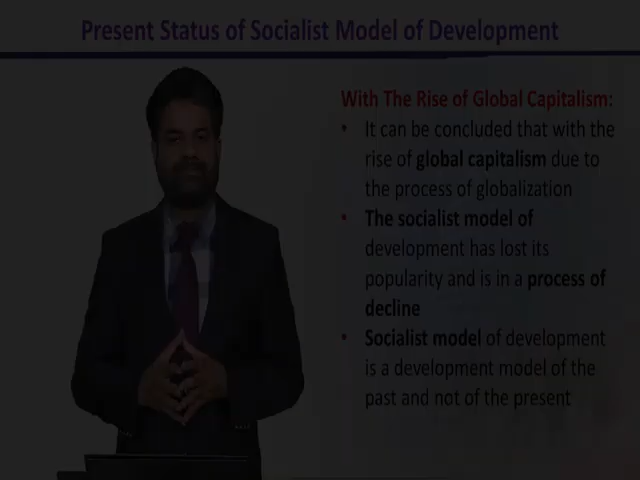 Present Status of Socialist Model of Development
With The Rise of Global Capitalism:
• It can be concluded that with the
rise of global capitalism due to
the process of globalization
• The socialist model of
development has lost its
popularity and is in a process of
decline
• Socialist model of development
is a development model of the
past and not of the present